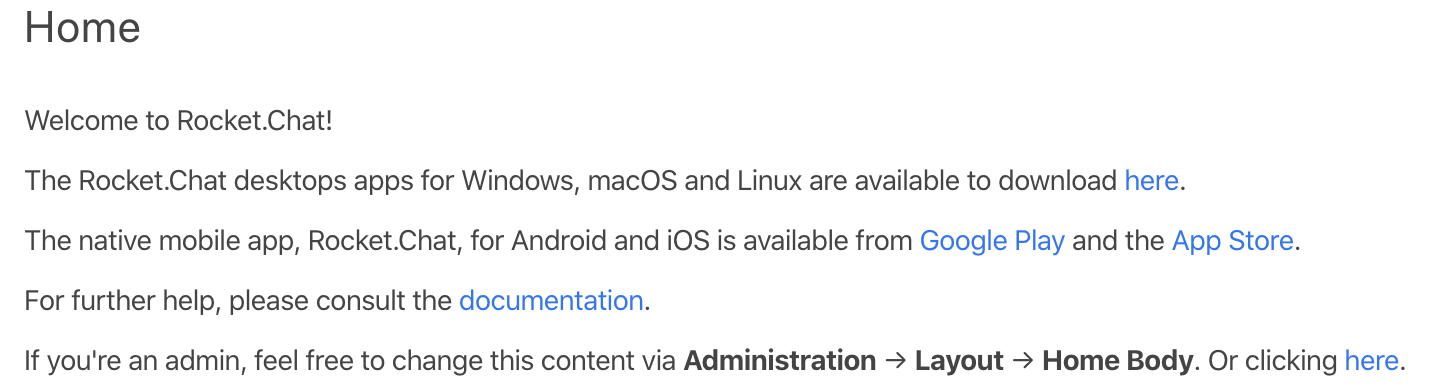 Home
Welcome to Rocket.Chat!
The Rocket.Chat desktops apps for Windows, macOS and Linux are available to download here.
The native mobile app, Rocket.Chat, for Android and iOS is available from Google Play and the App Store.
For further help, please consult the documentation.
If you're an admin, feel free to change this content via Administration → Layout → Home Body. Or clicking here.